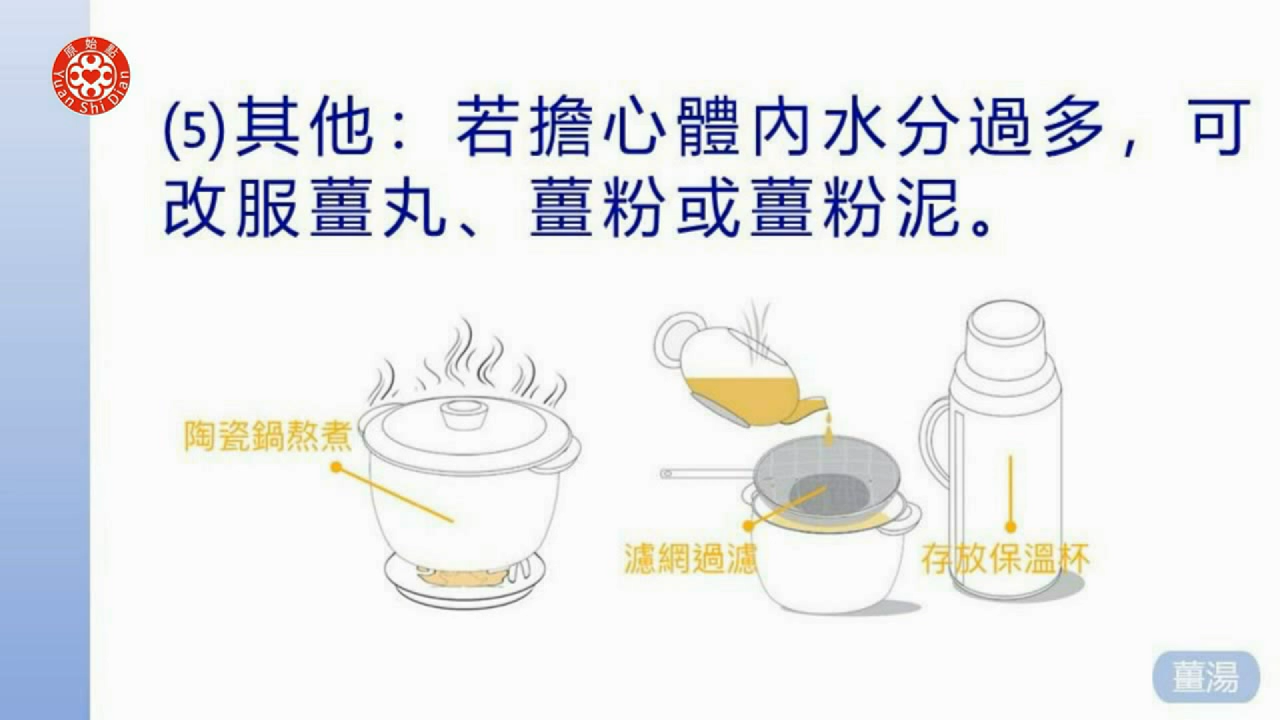 原始點
Yuan Shi Dian
(5)其他：若擔心體內水分過多，可
改服薑丸、薑粉或薑粉泥。
陶瓷鍋熬煮
濾網過濾
存放保溫杯
薑湯